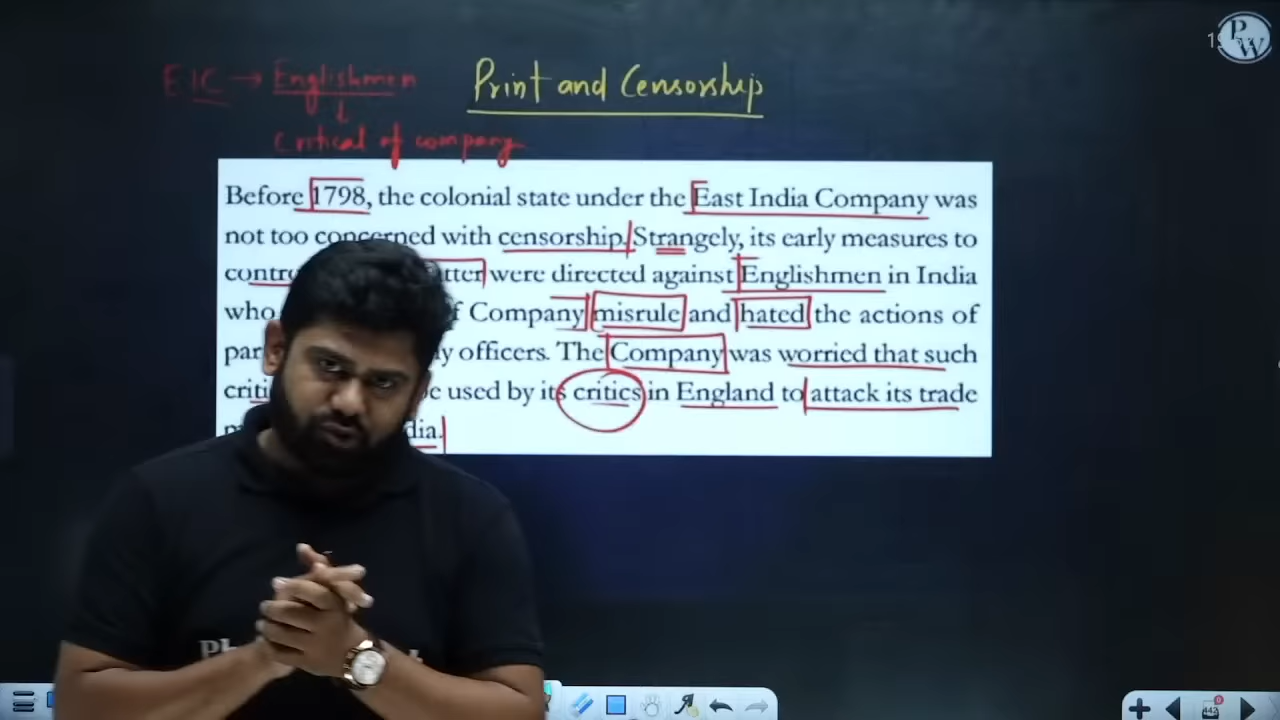 PW
EIC → Englishmen
Print and Censorship
↓
Critical of company
Before 1798, the colonial state under the East India Company was
not too concerned with censorship. Strangely, its early measures to
were directed against Englishmen in India
who Company misrule and hated the actions of
officers. The Company was worried that such
used by its critics in England to attack its trade
442